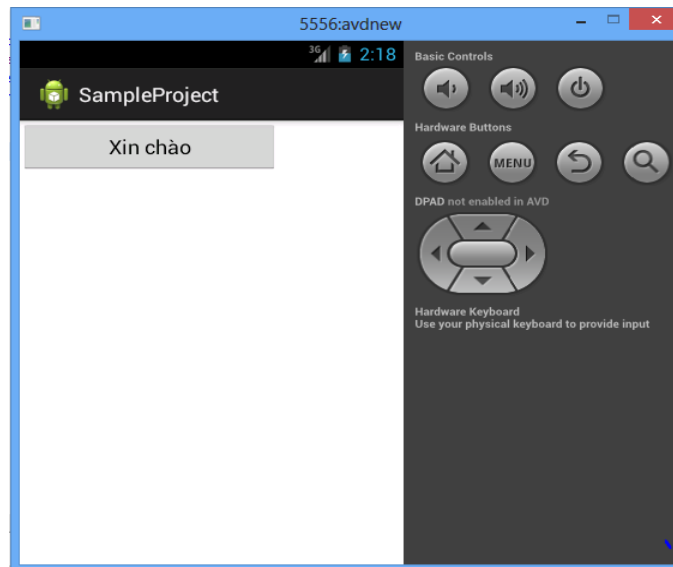 5556:avdnew
3G 2:18
SampleProject
Xin chào
Basic Controls
Hardware Buttons
MENU
DPAD not enabled in AVD
Hardware Keyboard
Use your physical keyboard to provide input